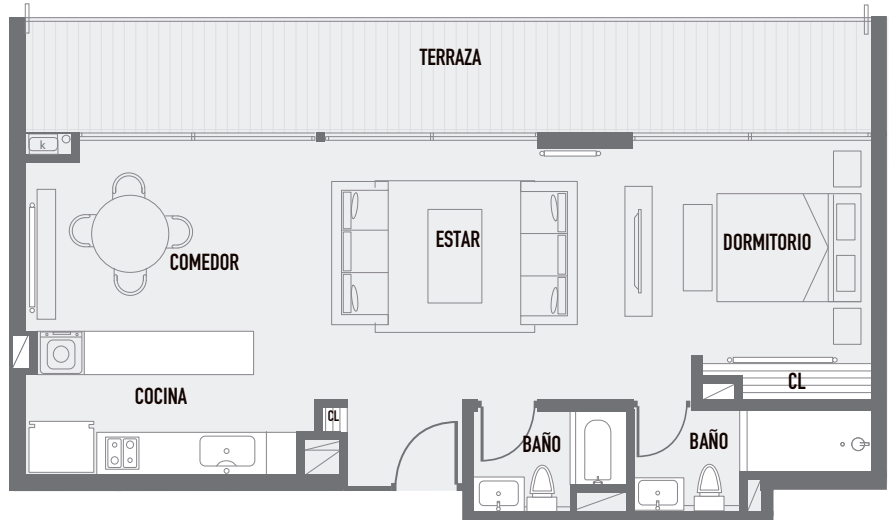 TERRAZA
k
ESTAR
DORMITORIO
COMEDOR
CL
COCINA
CL
BAÑO
BAÑO